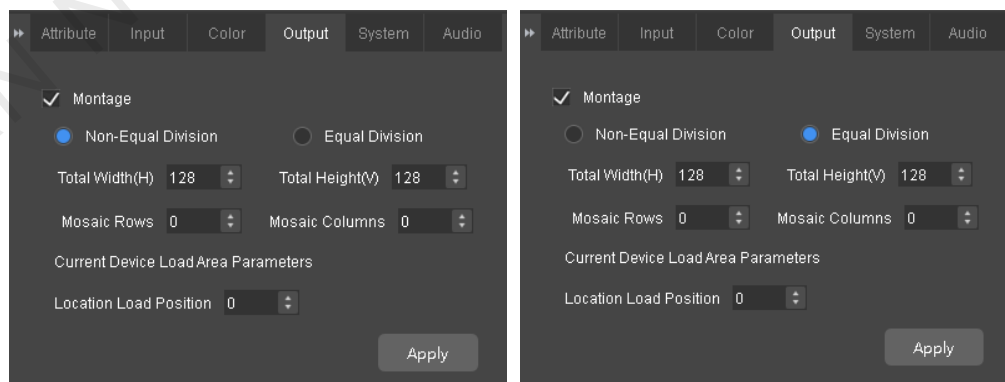 Attribute Input Color Output System Audio
Montage
Non-Equal Division Equal Division
Total Width(H) 128 Total Height(V) 128
Mosaic Rows 0 Mosaic Columns 0
Current Device Load Area Parameters
Location Load Position 0
Apply
Attribute Input Color Output System Audio
Montage
Non-Equal Division Equal Division
Total Width(H) 128 Total Height(V) 128
Mosaic Rows 0 Mosaic Columns 0
Current Device Load Area Parameters
Location Load Position 0
Apply